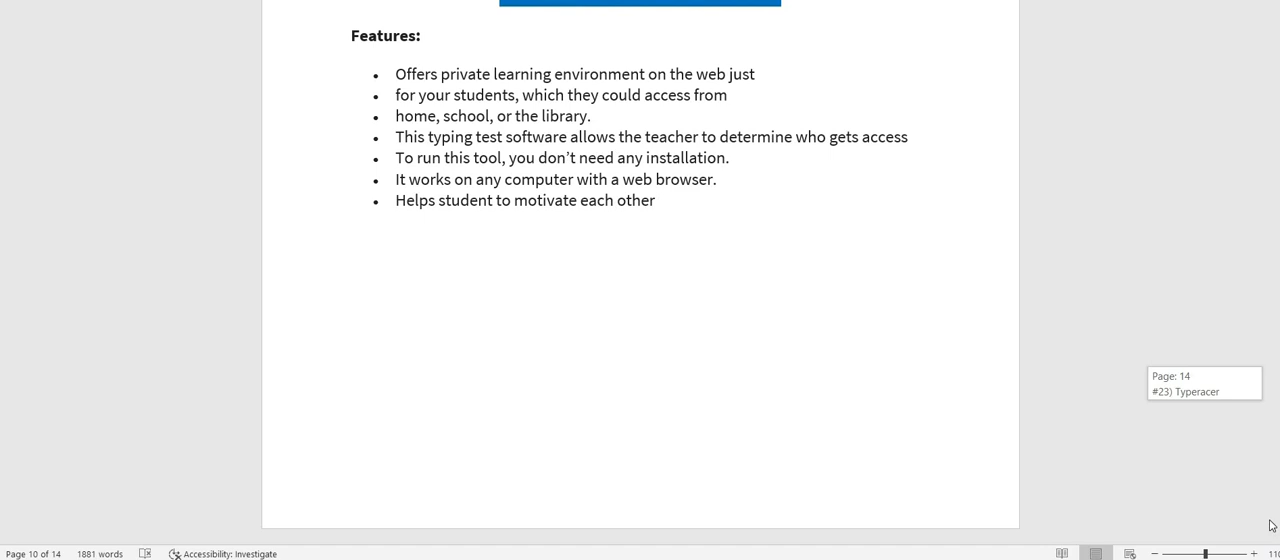 Features:
Offers private learning environment on the web just
for your students, which they could access from
home, school, or the library.
This typing test software allows the teacher to determine who gets access
To run this tool, you don’t need any installation.
It works on any computer with a web browser.
Helps student to motivate each other
Page: 14
#23) Typeracer
Page 10 of 14 1881 words Accessibility: Investigate